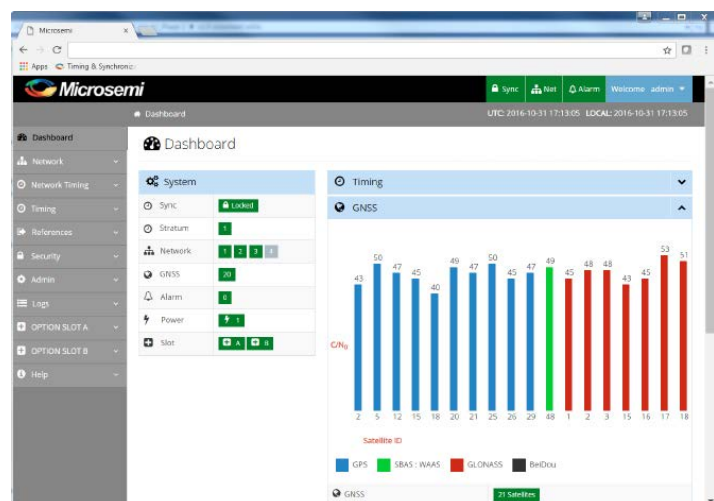 Microsemi
Apps Timing & Synchroniz
Microsemi
Sync Net Alarm Welcome admin
Dashboard
UTC: 2016-10-31 17:13:05 LOCAL: 2016-10-31 17:13:05
Dashboard
Network
Network Timing
Timing
References
Security
Admin
Logs
OPTION SLOT A
OPTION SLOT B
Help
Dashboard
System
Sync Locked
Stratum 1
Network 1 2 3 4
GNSS 20
Alarm 0
Power 1
Slot A B
Timing
GNSS
43 50 47 45 40 49 47 50 45 47 49 45 48 48 43 45 53 51
C/N0
2 5 12 15 18 20 21 25 26 29 48 1 2 3 15 16 17 18
Satellite ID
GPS SBAS : WAAS GLONASS BeiDou
GNSS 21 Satellites